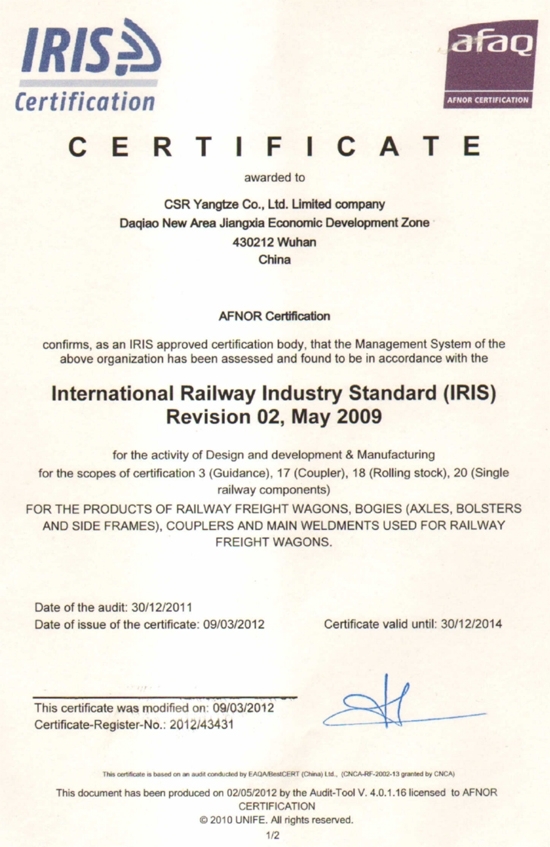 IRIS
Certification
afaq
AFNOR CERTIFICATION
CERTIFICATE
awarded to
CSR Yangtze Co., Ltd. Limited company
Daqiao New Area Jiangxia Economic Development Zone
430212 Wuhan
China
AFNOR Certification
confirms, as an IRIS approved certification body, that the Management System of the
above organization has been assessed and found to be in accordance with the
International Railway Industry Standard (IRIS)
Revision 02, May 2009
for the activity of Design and development & Manufacturing
for the scopes of certification 3 (Guidance), 17 (Coupler), 18 (Rolling stock), 20 (Single
railway components)
FOR THE PRODUCTS OF RAILWAY FREIGHT WAGONS, BOGIES (AXLES, BOLSTERS
AND SIDE FRAMES), COUPLERS AND MAIN WELDMENTS USED FOR RAILWAY
FREIGHT WAGONS.
Date of the audit: 30/12/2011
Date of issue of the certificate: 09/03/2012 Certificate valid until: 30/12/2014
This certificate was modified on: 09/03/2012
Certificate-Register-No.: 2012/43431
This certificate is based on an audit conducted by EAQA/BestCERT (China) Ltd., (CNCA-RF-2002-13 granted by CNCA)
This document has been produced on 02/05/2012 by the Audit-Tool V. 4.0.1.16 licensed to AFNOR
CERTIFICATION
© 2010 UNIFE. All rights reserved.
1/2